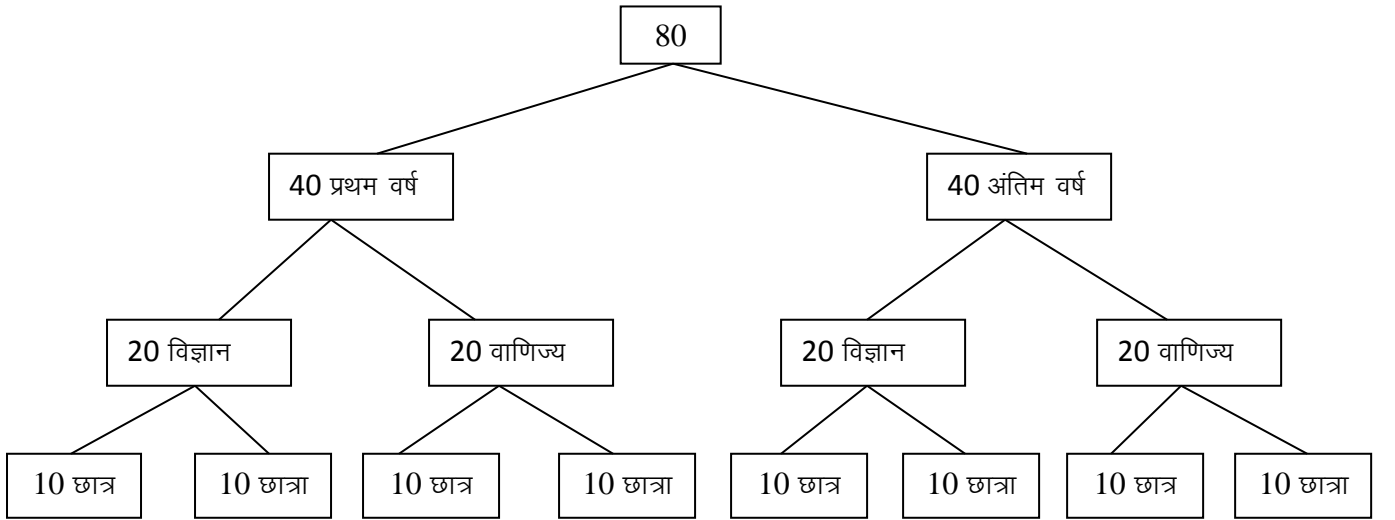 80
40 प्रथम वर्ष
40 अंतिम वर्ष
20 विज्ञान
20 वाणिज्य
20 विज्ञान
20 वाणिज्य
10 छात्र
10 छात्रा
10 छात्र
10 छात्रा
10 छात्र
10 छात्रा
10 छात्र
10 छात्रा